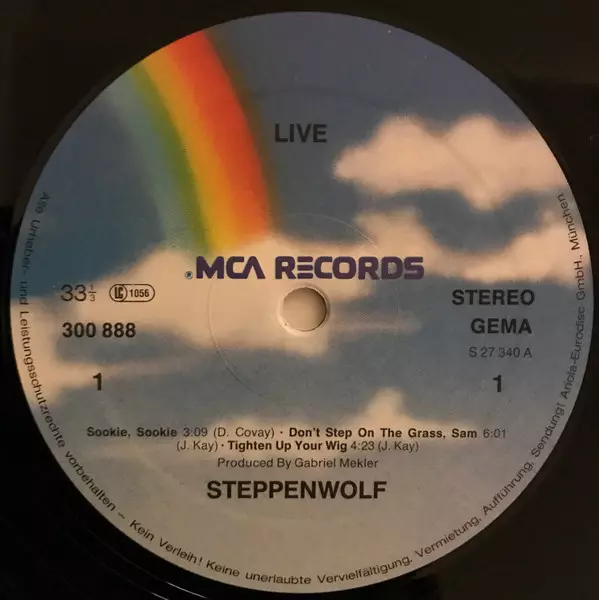 LIVE
® MCA RECORDS
33 1/3 LC 1056
STEREO
300 888
GEMA
S 27 340 A
1
1
Sookie, Sookie 3:09 (D. Covay) · Don't Step On The Grass, Sam 6:01
(J. Kay) · Tighten Up Your Wig 4:23 (J. Kay)
Produced By Gabriel Mekler
STEPPENWOLF
Alle Urheber- und Leistungsschutzrechte vorbehalten – Kein Verleih! Keine unerlaubte Vervielfältigung, Vermietung, Aufführung, Sendung! Ariola-Eurodisc GmbH., München